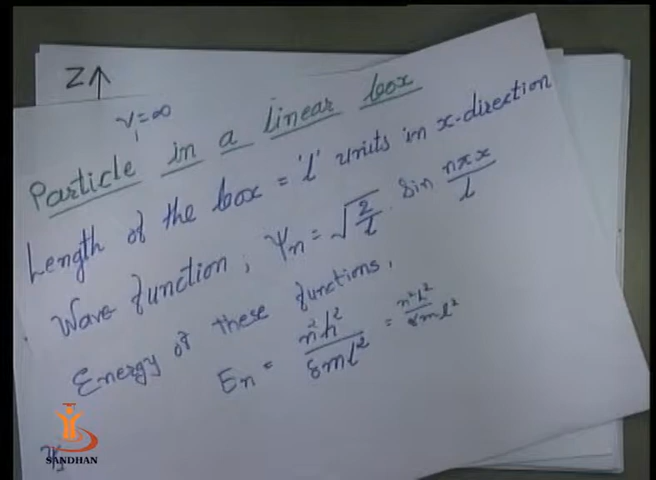 Z↑
V=∞
Particle in a linear box
Length of the box = 'l' units in x-direction
Wave function, Ψn = √(2/l) . Sin nπx/l
Energy of these functions,
En = n²h²/8ml² = n²h²/8ml²
SANDHAN